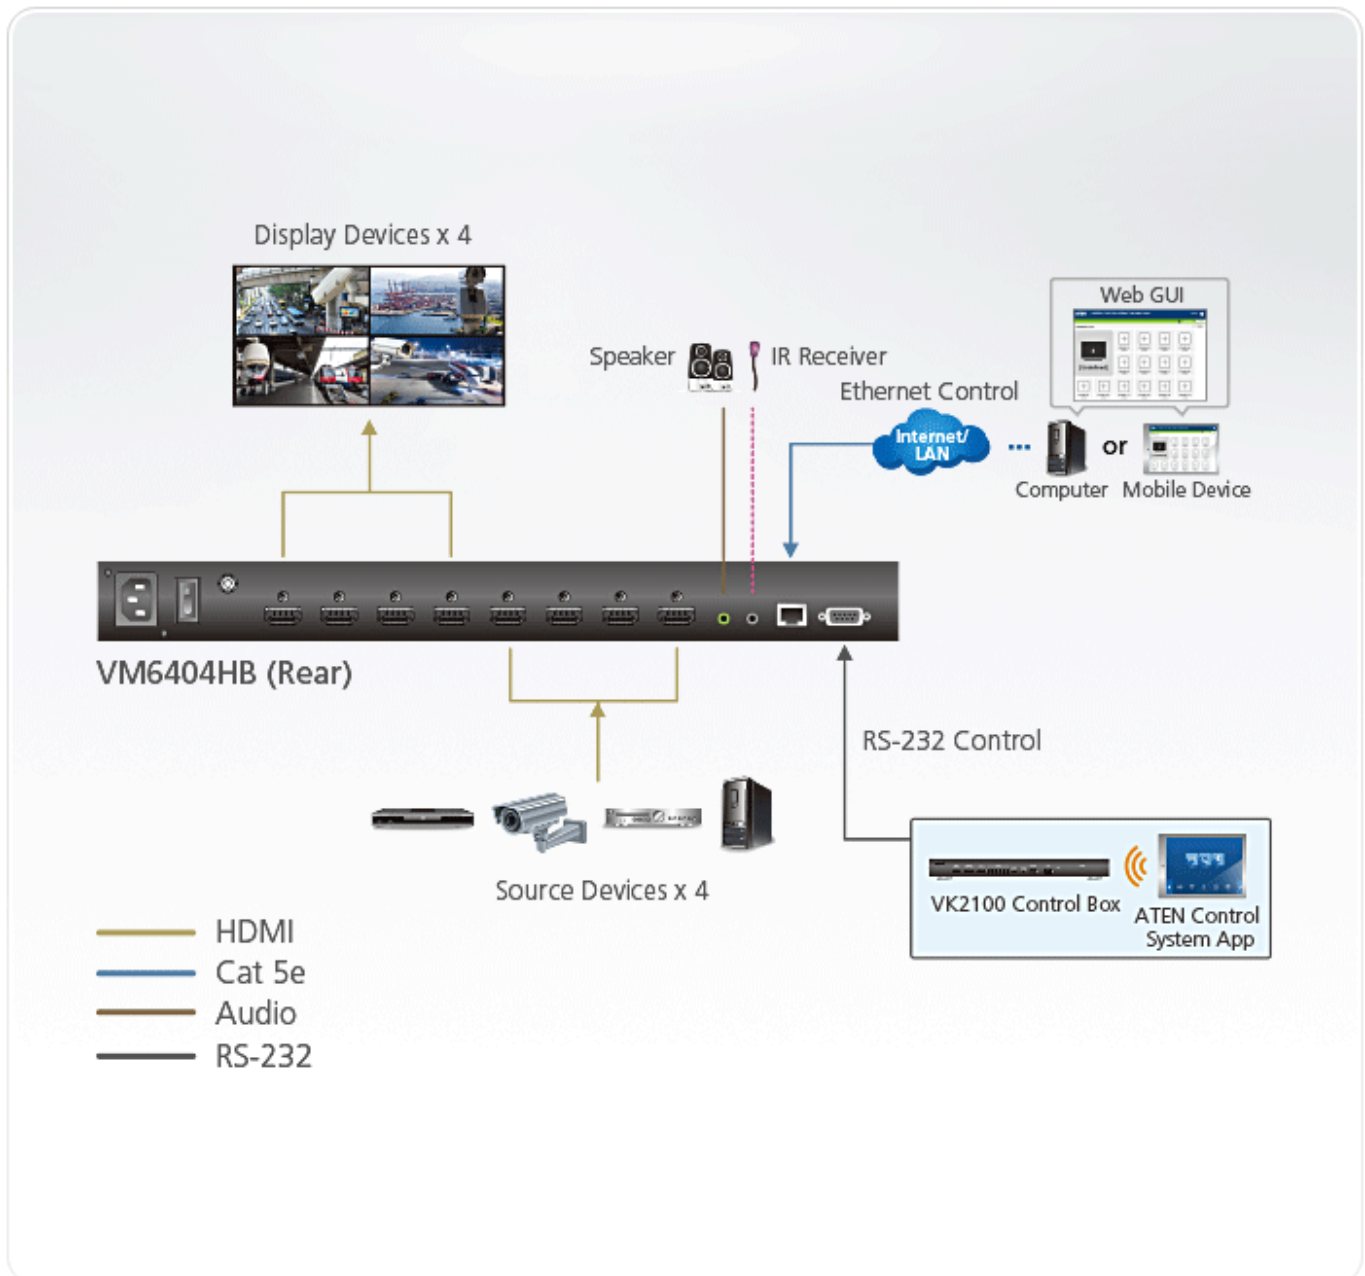 Display Devices x 4
Web GUI
Speaker
IR Receiver
Ethernet Control
Internet/
LAN
or
Computer
Mobile Device
VM6404HB (Rear)
RS-232 Control
Source Devices x 4
VK2100 Control Box
ATEN Control
System App
HDMI
Cat 5e
Audio
RS-232